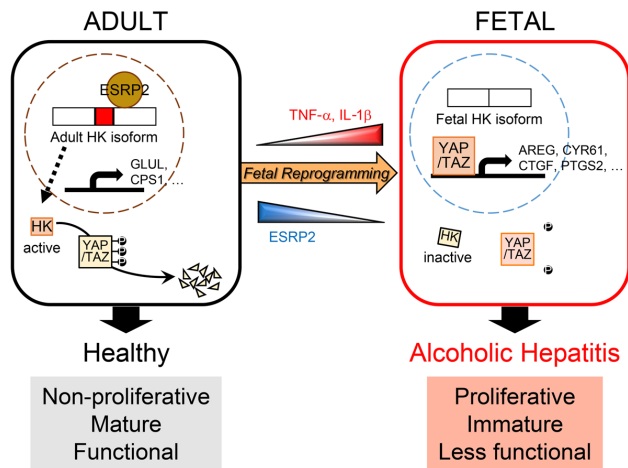 ADULT
ESRP2
Adult HK isoform
GLUL,
CPS1, ...
HK
active
YAP
/TAZ
P
P
P
Healthy
Non-proliferative
Mature
Functional
TNF-α, IL-1β
Fetal Reprogramming
ESRP2
FETAL
Fetal HK isoform
YAP
/TAZ
AREG, CYR61,
CTGF, PTGS2, ...
HK
inactive
YAP
/TAZ
P
P
Alcoholic Hepatitis
Proliferative
Immature
Less functional